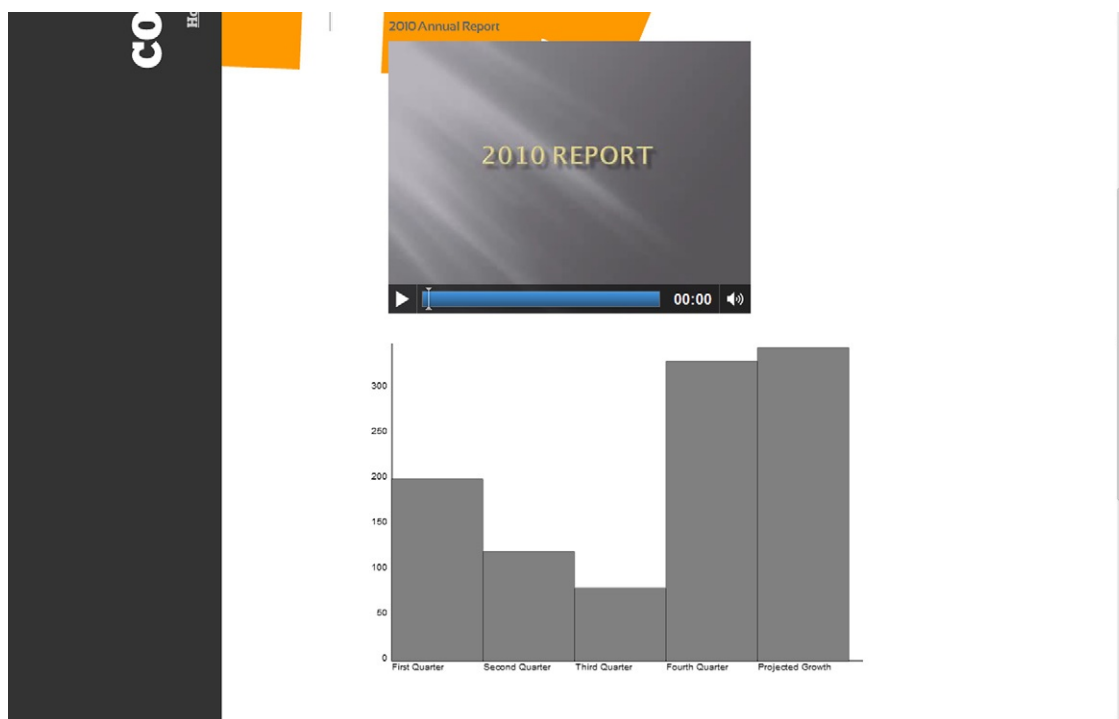 CO
Ho
2010 Annual Report
2010 REPORT
00:00
300
250
200
150
100
50
0
First Quarter
Second Quarter
Third Quarter
Fourth Quarter
Projected Growth